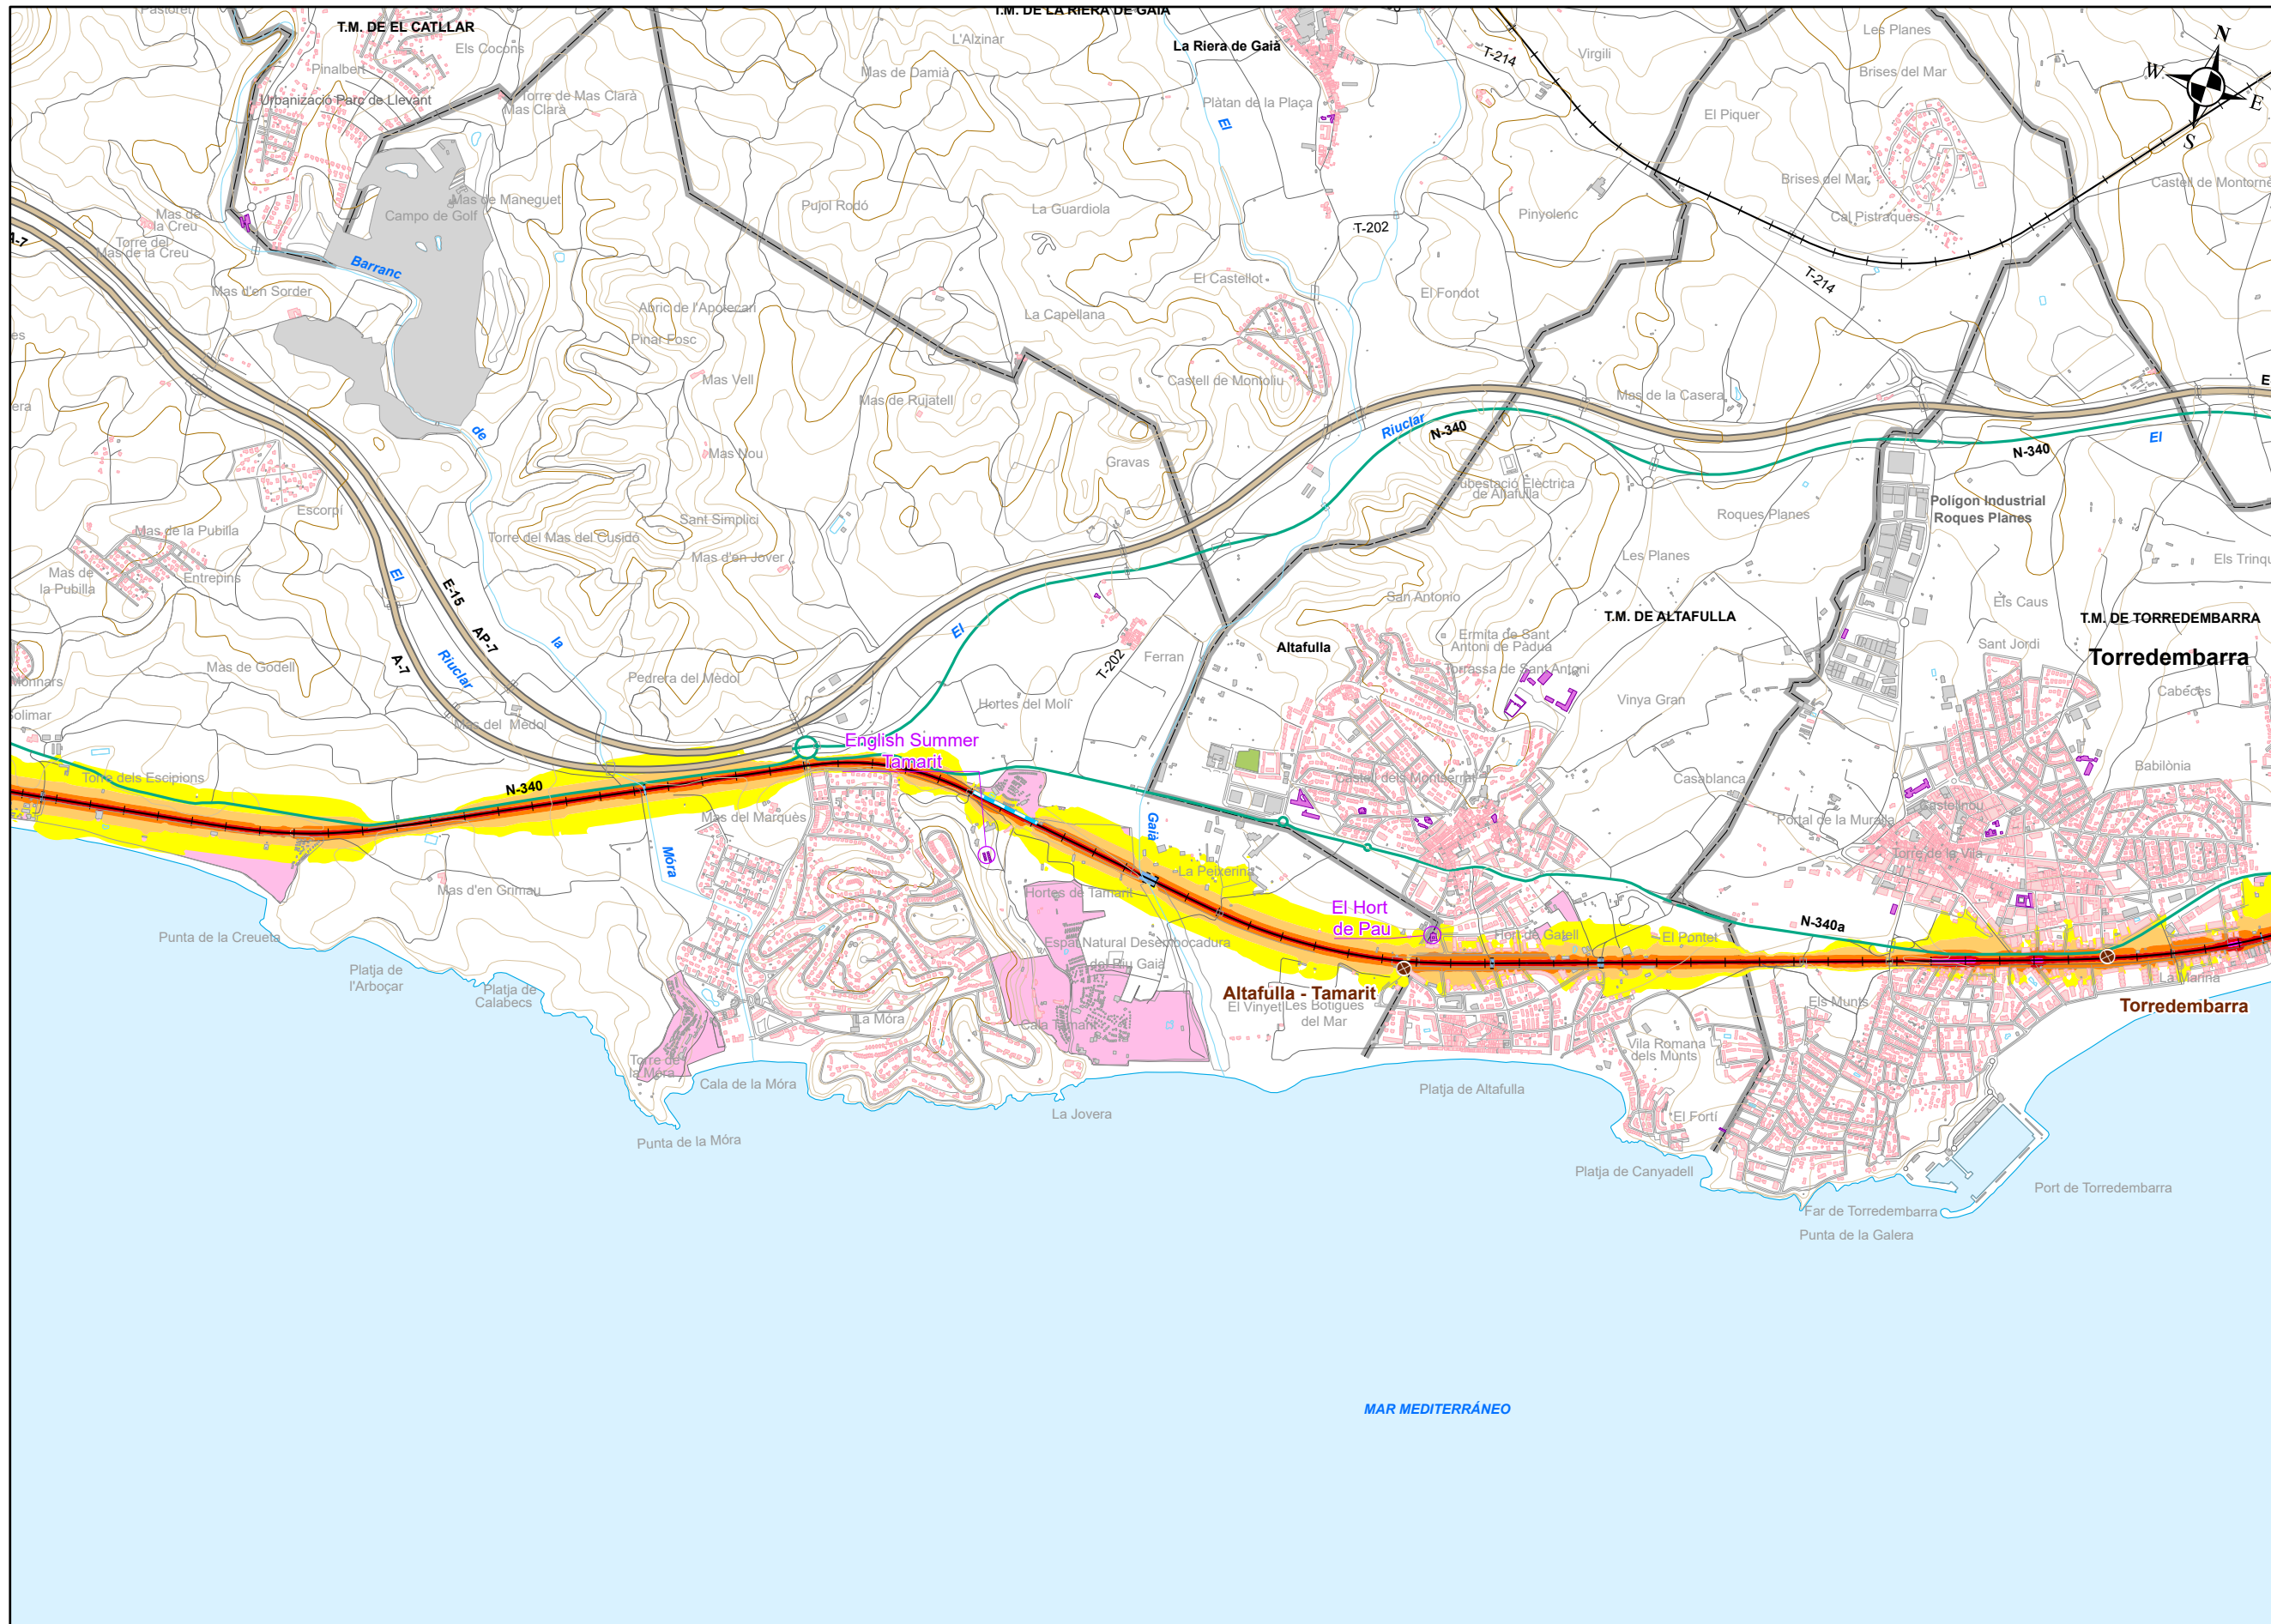 Pastoret
T.M. DE EL CATLLAR
T.M. DE LA RIERA DE GAIÀ
Els Cocons
L'Alzinar
La Riera de Gaià
T-214
Virgili
Les Planes
N
Pinalbert
Mas de Damià
Brises del Mar
W
E
S
Urbanizació Parc de Llevant
Torre de Mas Clarà
Mas Clarà
Plàtan de la Plaça
El
El Piquer
Mas de
la Creu
Torre del
Mas de la Creu
Mas de Maneguet
Campo de Golf
Pujol Rodó
La Guardiola
T-202
Pinyolenc
Brises del Mar
Cal Pistraques
Castell de Montorne
A-7
Barranc
Mas d'en Sorder
Abric de l'Apotecari
Pinar Fosc
La Capellana
El Castellot
El Fondot
T-214
es
era
Mas Vell
Mas de Rujatell
Castell de Montoliu
Mas de la Casera
E
de
Riuclar
N-340
N-340
El
Mas Nou
Gravas
Subestació Elèctrica
de Altafulla
Escorpí
Mas de la Pubilla
Sant Simplici
Torre del Mas del Cusidó
Mas d'en Jover
Roques Planes
Polígon Industrial
Roques Planes
Les Planes
Els Trinqu
Mas de
la Pubilla
Entrepins
El
E-15
AP-7
A-7
Riuclar
la
El
San Antonio
Els Caus
T.M. DE ALTAFULLA
T.M. DE TORREDEMBARRA
Torredembarra
Ermita de Sant
Antoni de Pàdua
Torrassa de Sant Antoni
Altafulla
Sant Jordi
Ferran
T-202
Monnars
Mas de Godell
Pedrera del Mèdol
Hortes del Molí
Vinya Gran
Cabeces
olimar
Mas del Mèdol
English Summer
Tamarit
Torre dels Escipions
N-340
Castell dels Montserrat
Casablanca
Babilònia
Castellnou
Mas del Marquès
Gaià
Portal de la Muralla
Torre de la Vila
Móra
La Peixerina
Mas d'en Grimau
Hortes de Tamarit
El Hort
de Pau
N-340a
Punta de la Creueta
Espai Natural Desembocadura
del Riu Gaià
Hort de Gatell
El Pontet
Platja de
l'Arboçar
Platja de
Calabecs
Altafulla - Tamarit
La Marina
Torredembarra
El Vinyet
Les Botigues
del Mar
Els Munts
La Móra
Cala Tamarit
Vila Romana
dels Munts
Torre de
la Móra
Cala de la Móra
La Jovera
Platja de Altafulla
El Fortí
Punta de la Móra
Platja de Canyadell
Port de Torredembarra
Far de Torredembarra
Punta de la Galera
MAR MEDITERRÁNEO